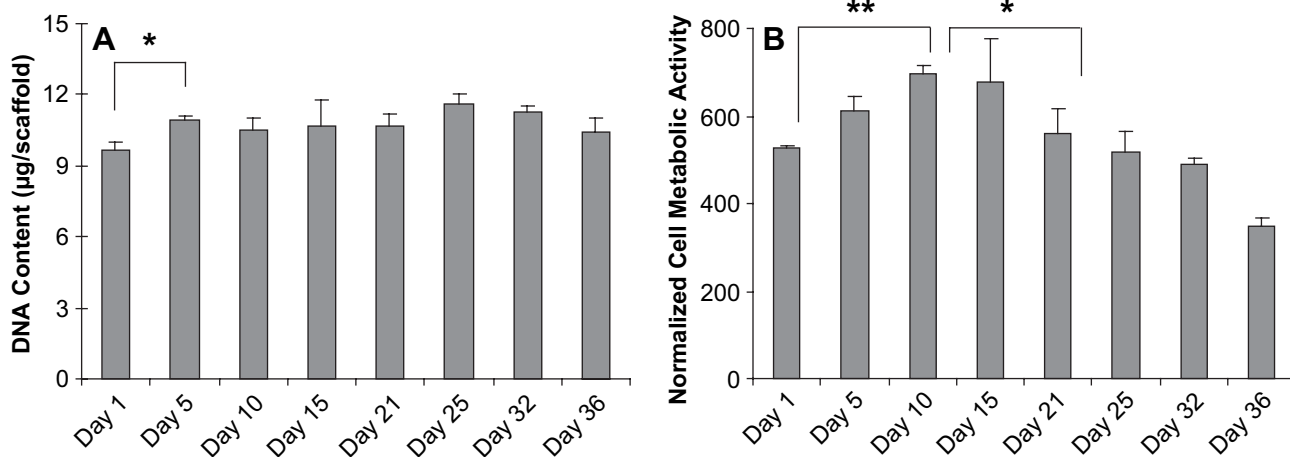 A
*
DNA Content (µg/scaffold)
15
12
9
6
3
0
Day 1
Day 5
Day 10
Day 15
Day 21
Day 25
Day 32
Day 36
B
**
*
Normalized Cell Metabolic Activity
800
600
400
200
0
Day 1
Day 5
Day 10
Day 15
Day 21
Day 25
Day 32
Day 36